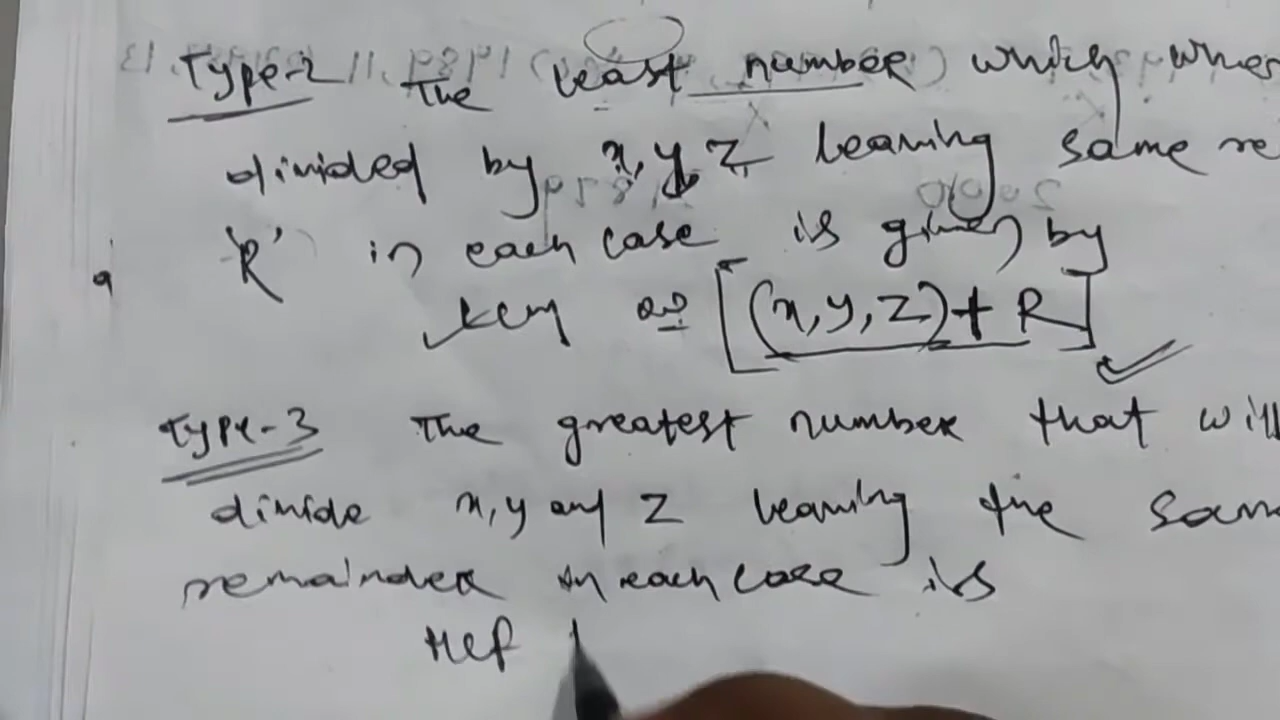 Type-2 The least number which when
divided by x, y, z leaving same re
'R' in each case is given by
LCM of [(x, y, z) + R]
Type-3 The greatest number that will
divide x, y and z leaving the sam
remainder in each case is
HCF